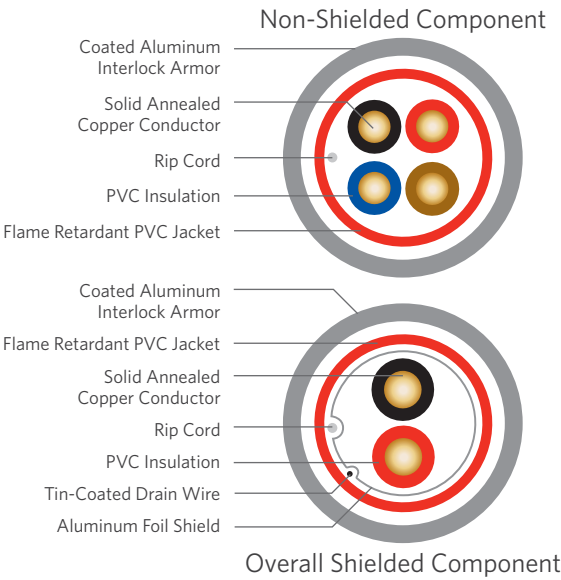 Non-Shielded Component
Coated Aluminum
Interlock Armor
Solid Annealed
Copper Conductor
Rip Cord
PVC Insulation
Flame Retardant PVC Jacket
Coated Aluminum
Interlock Armor
Flame Retardant PVC Jacket
Solid Annealed
Copper Conductor
Rip Cord
PVC Insulation
Tin-Coated Drain Wire
Aluminum Foil Shield
Overall Shielded Component